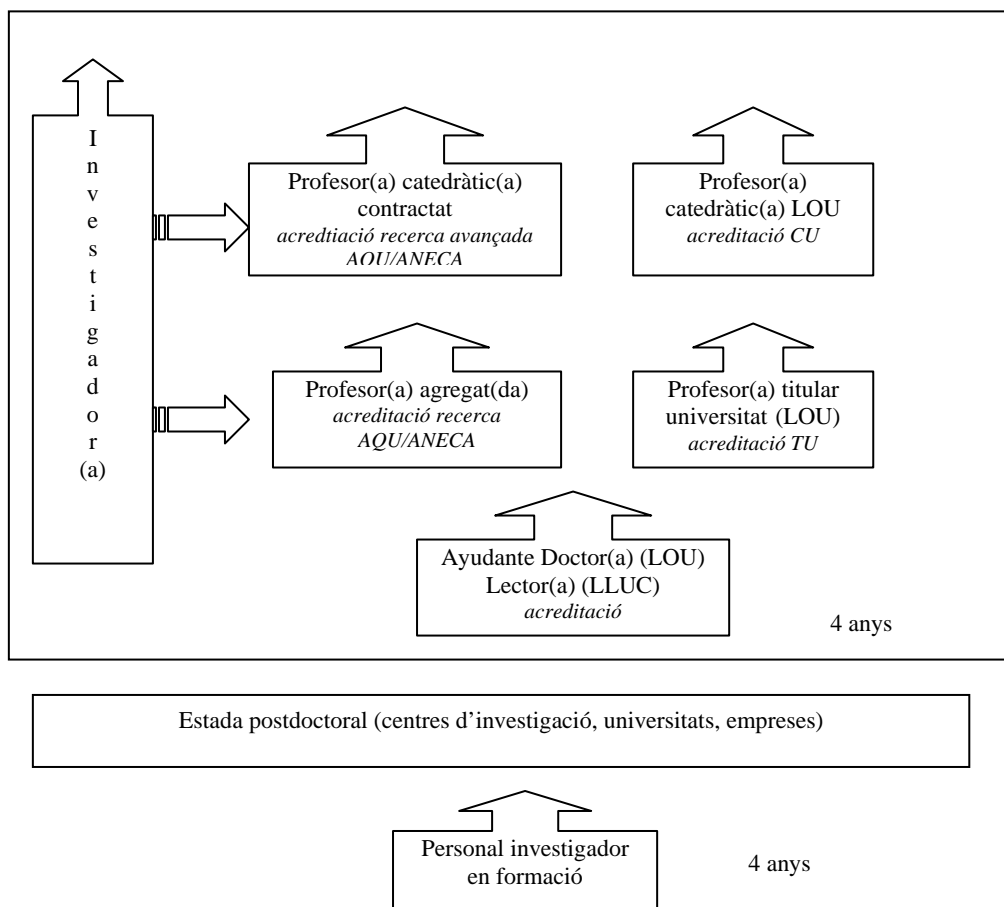 I
n
v
e
s
t
i
g
a
d
o
r
(a)
Profesor(a) catedràtic(a)
contractat
acredtiació recerca avançada
AQU/ANECA
Profesor(a)
catedràtic(a) LOU
acreditació CU
Profesor(a) agregat(da)
acreditació recerca
AQU/ANECA
Profesor(a) titular
universitat (LOU)
acreditació TU
Ayudante Doctor(a) (LOU)
Lector(a) (LLUC)
acreditació
4 anys
Estada postdoctoral (centres d’investigació, universitats, empreses)
Personal investigador
en formació
4 anys